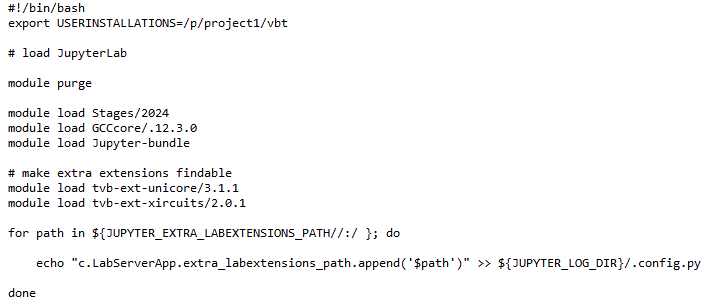 #!/bin/bash
export USERINSTALLATIONS=/p/project1/vbt
# load JupyterLab
module purge
module load Stages/2024
module load GCCcore/.12.3.0
module load Jupyter-bundle
# make extra extensions findable
module load tvb-ext-unicore/3.1.1
module load tvb-ext-xircuits/2.0.1
for path in ${JUPYTER_EXTRA_LABEXTENSIONS_PATH//:/ }; do
    echo "c.LabServerApp.extra_labextensions_path.append('$path')" >> ${JUPYTER_LOG_DIR}/.config.py
done